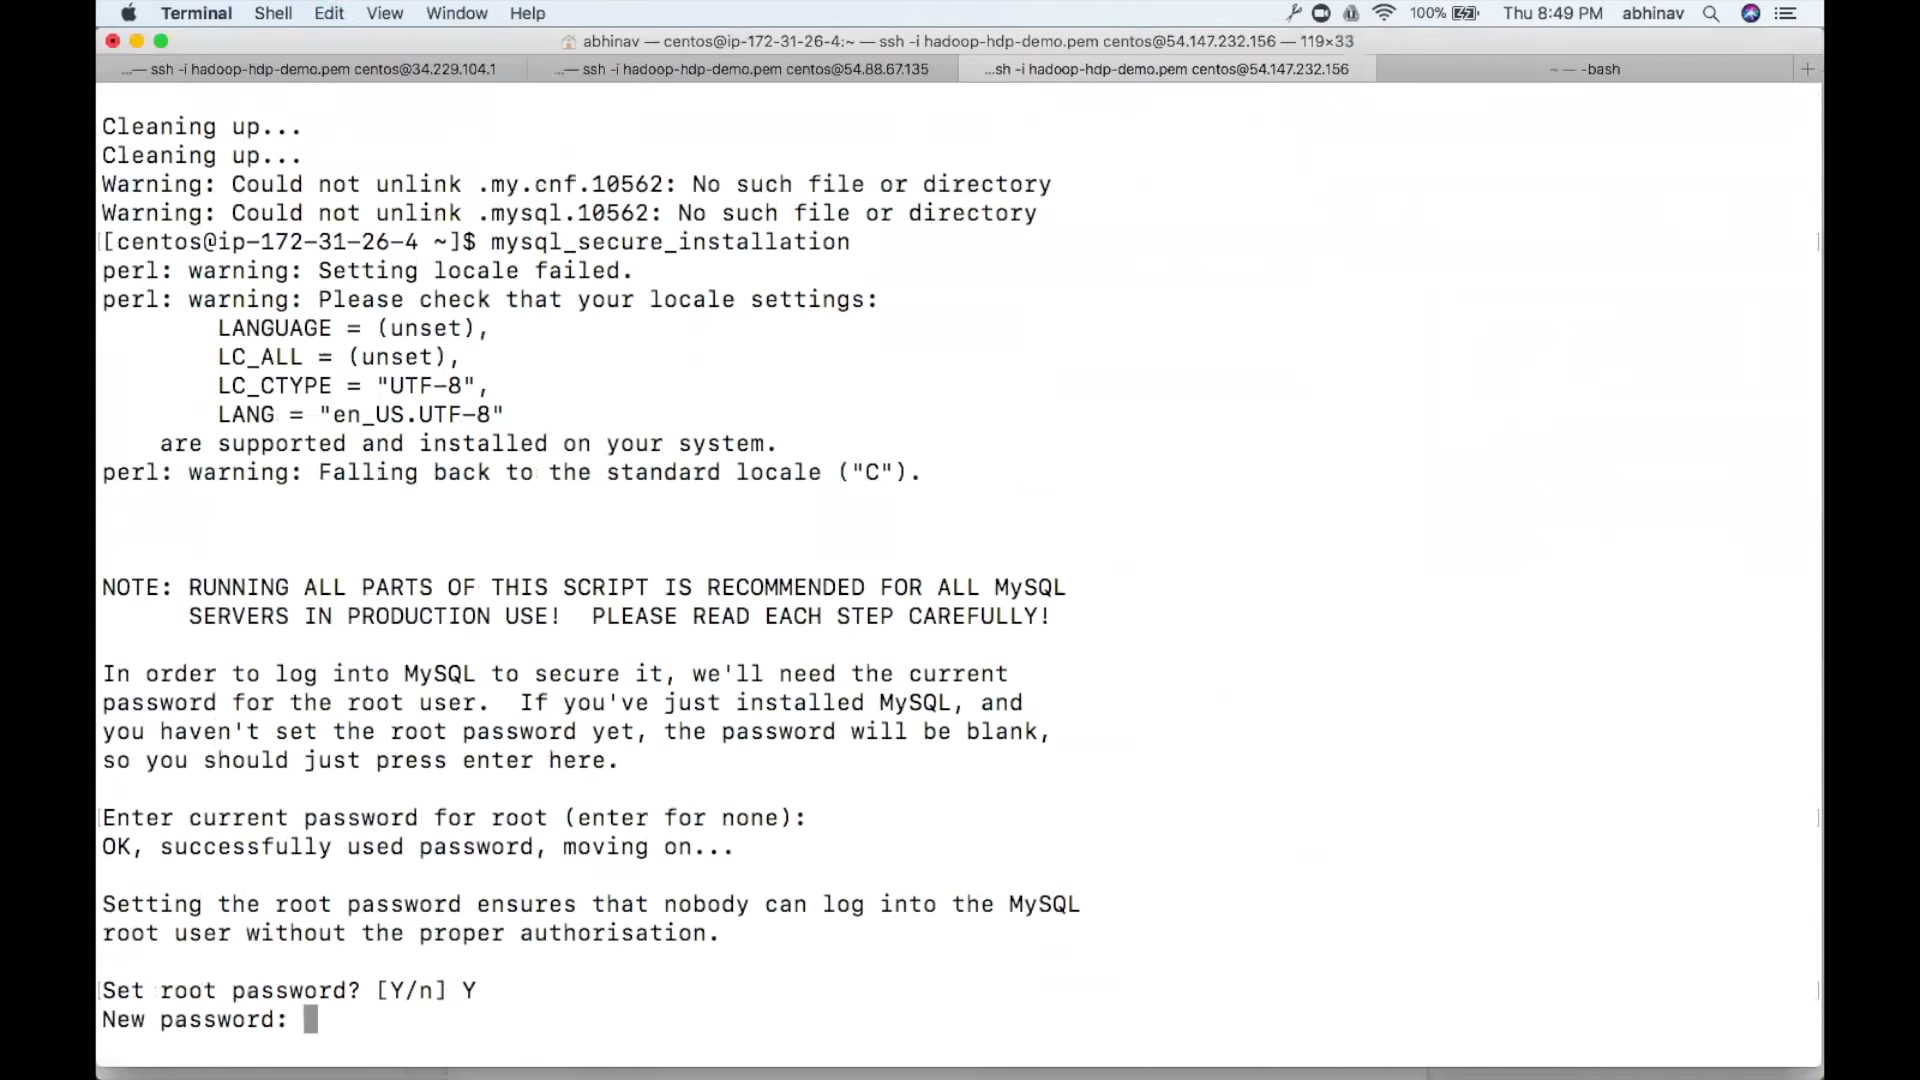 Terminal Shell Edit View Window Help 100% Thu 8:49 PM abhinav
abhinav — centos@ip-172-31-26-4:~ — ssh -i hadoop-hdp-demo.pem centos@54.147.232.156 — 119×33
...— ssh -i hadoop-hdp-demo.pem centos@34.229.104.1 ...— ssh -i hadoop-hdp-demo.pem centos@54.88.67.135 ...sh -i hadoop-hdp-demo.pem centos@54.147.232.156 ~ — -bash
Cleaning up...
Cleaning up...
Warning: Could not unlink .my.cnf.10562: No such file or directory
Warning: Could not unlink .mysql.10562: No such file or directory
[centos@ip-172-31-26-4 ~]$ mysql_secure_installation
perl: warning: Setting locale failed.
perl: warning: Please check that your locale settings:
LANGUAGE = (unset),
LC_ALL = (unset),
LC_CTYPE = "UTF-8",
LANG = "en_US.UTF-8"
are supported and installed on your system.
perl: warning: Falling back to the standard locale ("C").
NOTE: RUNNING ALL PARTS OF THIS SCRIPT IS RECOMMENDED FOR ALL MySQL
SERVERS IN PRODUCTION USE!  PLEASE READ EACH STEP CAREFULLY!
In order to log into MySQL to secure it, we'll need the current
password for the root user.  If you've just installed MySQL, and
you haven't set the root password yet, the password will be blank,
so you should just press enter here.
Enter current password for root (enter for none):
OK, successfully used password, moving on...
Setting the root password ensures that nobody can log into the MySQL
root user without the proper authorisation.
Set root password? [Y/n] Y
New password: